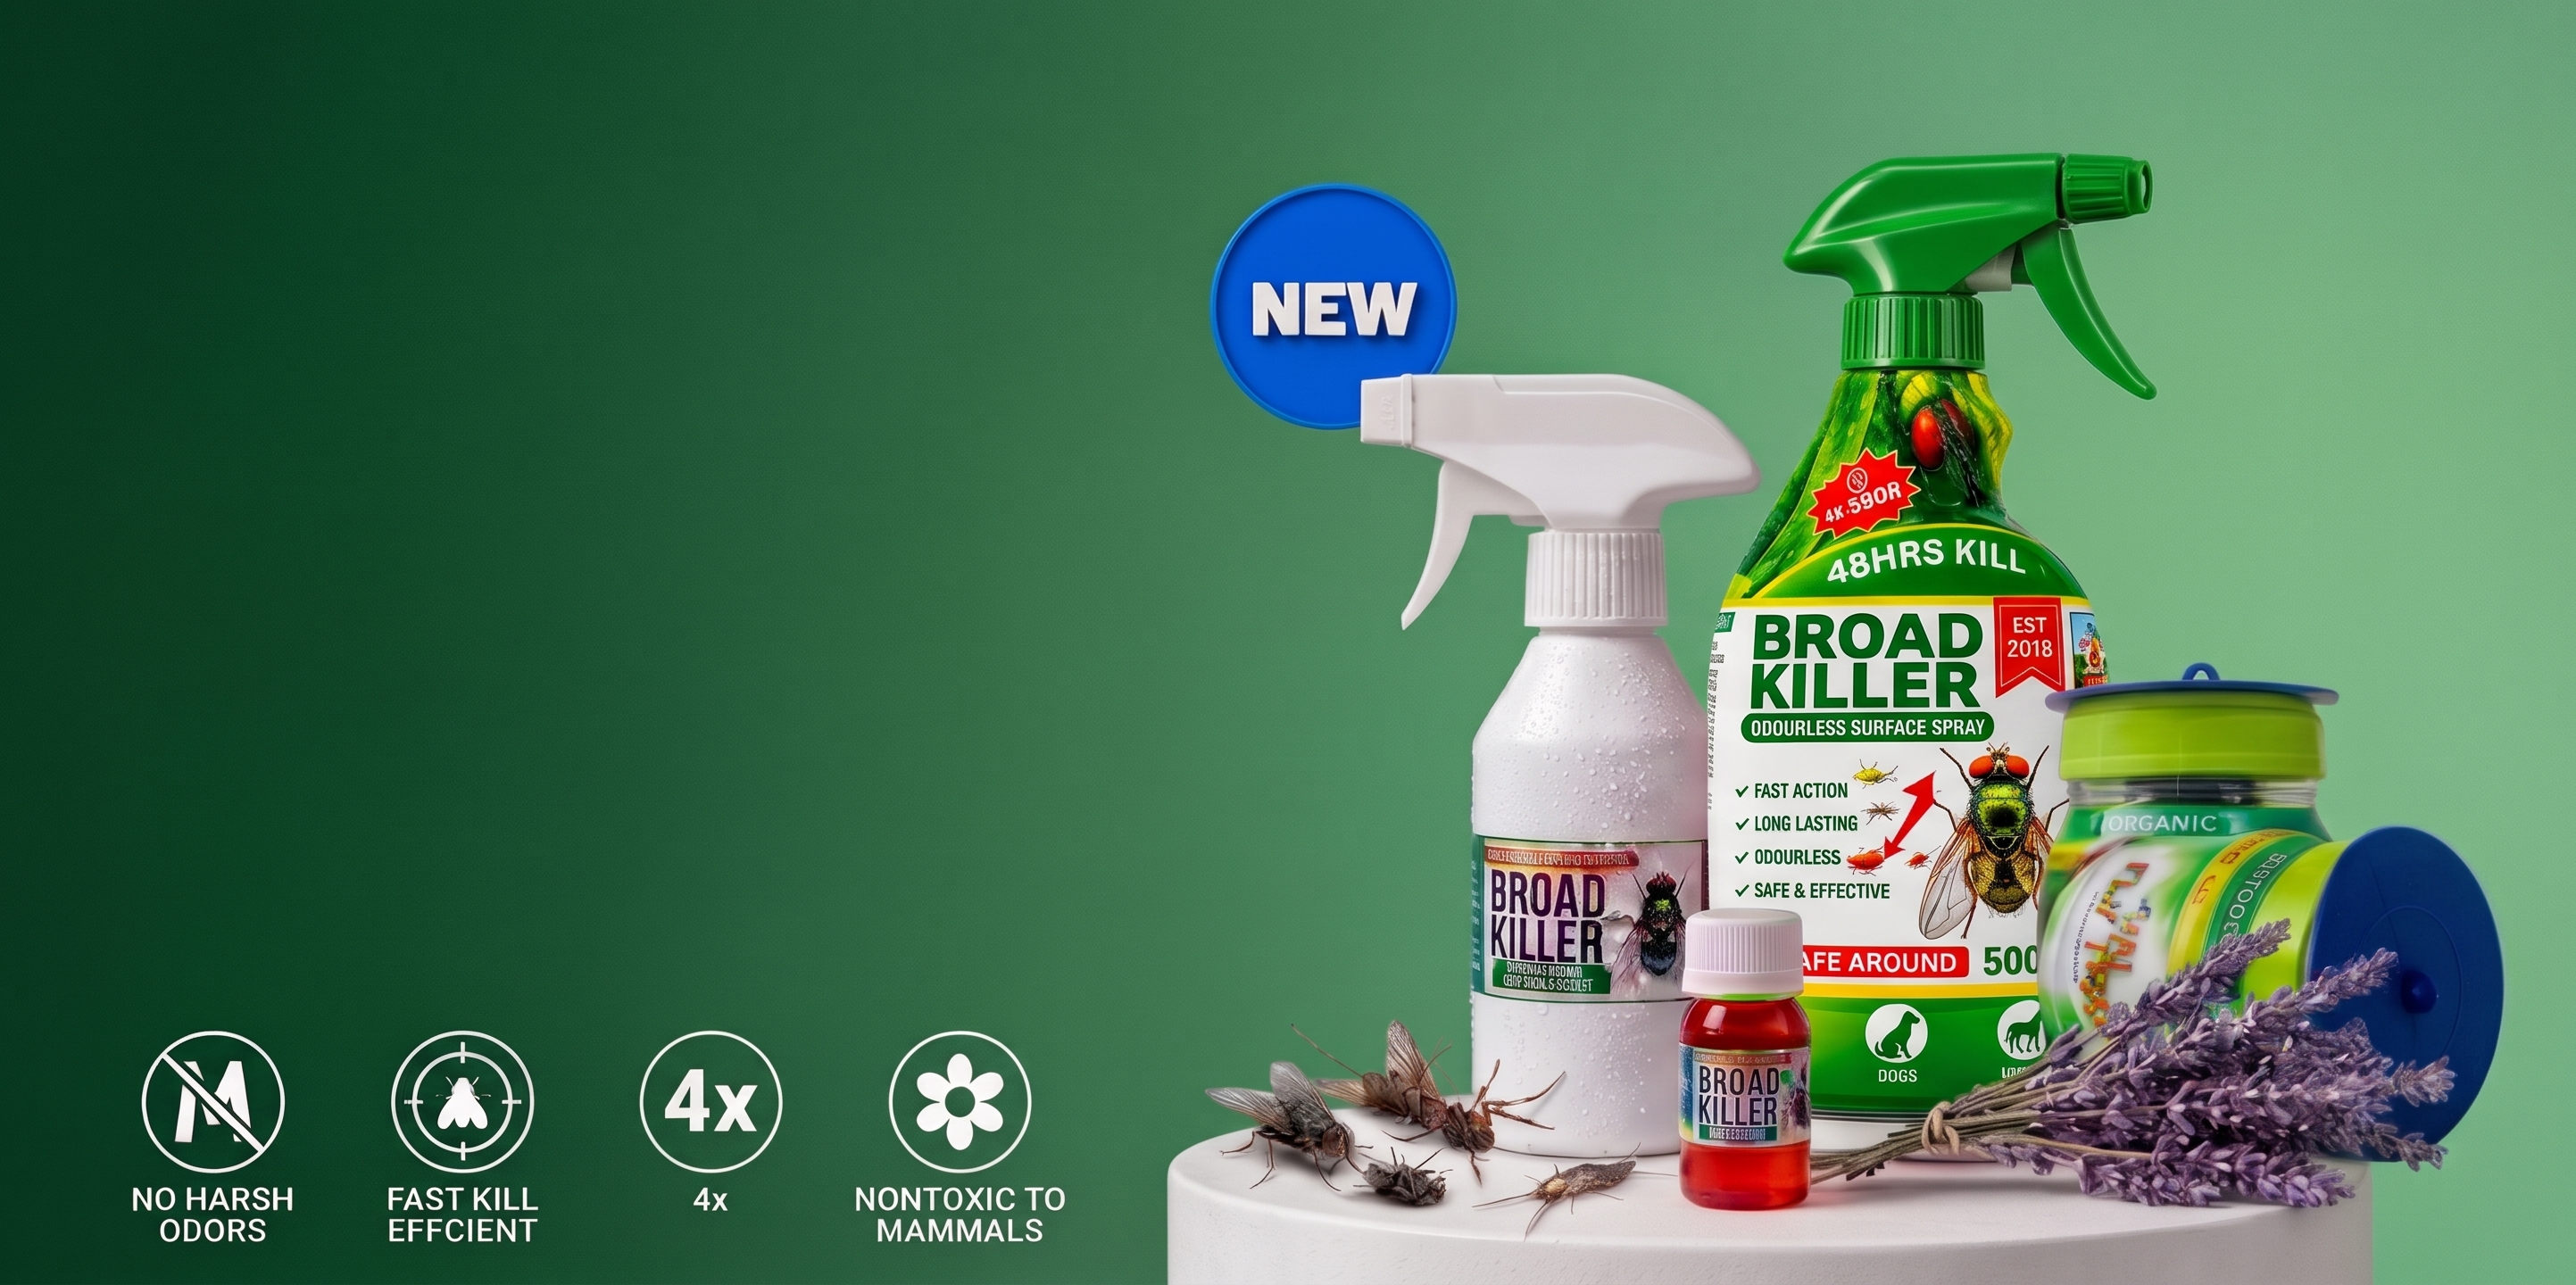 NEW
4K·590R
48HRS KILL
BROAD
KILLER
EST
2018
ODOURLESS SURFACE SPRAY
FAST ACTION
LONG LASTING
ODOURLESS
SAFE & EFFECTIVE
AFE AROUND
500
DOGS
BROAD
KILLER
BROAD
KILLER
ORGANIC
4x
NO HARSH
ODORS
FAST KILL
EFFCIENT
4x
NONTOXIC TO
MAMMALS